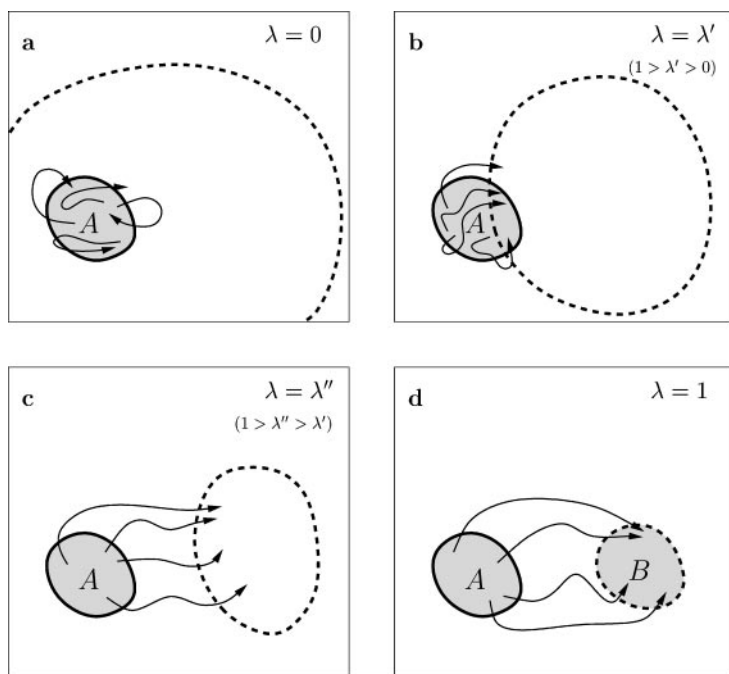 a
λ = 0
A
b
λ = λ′
(1 > λ′ > 0)
A
c
λ = λ″
(1 > λ″ > λ′)
A
d
λ = 1
A
B